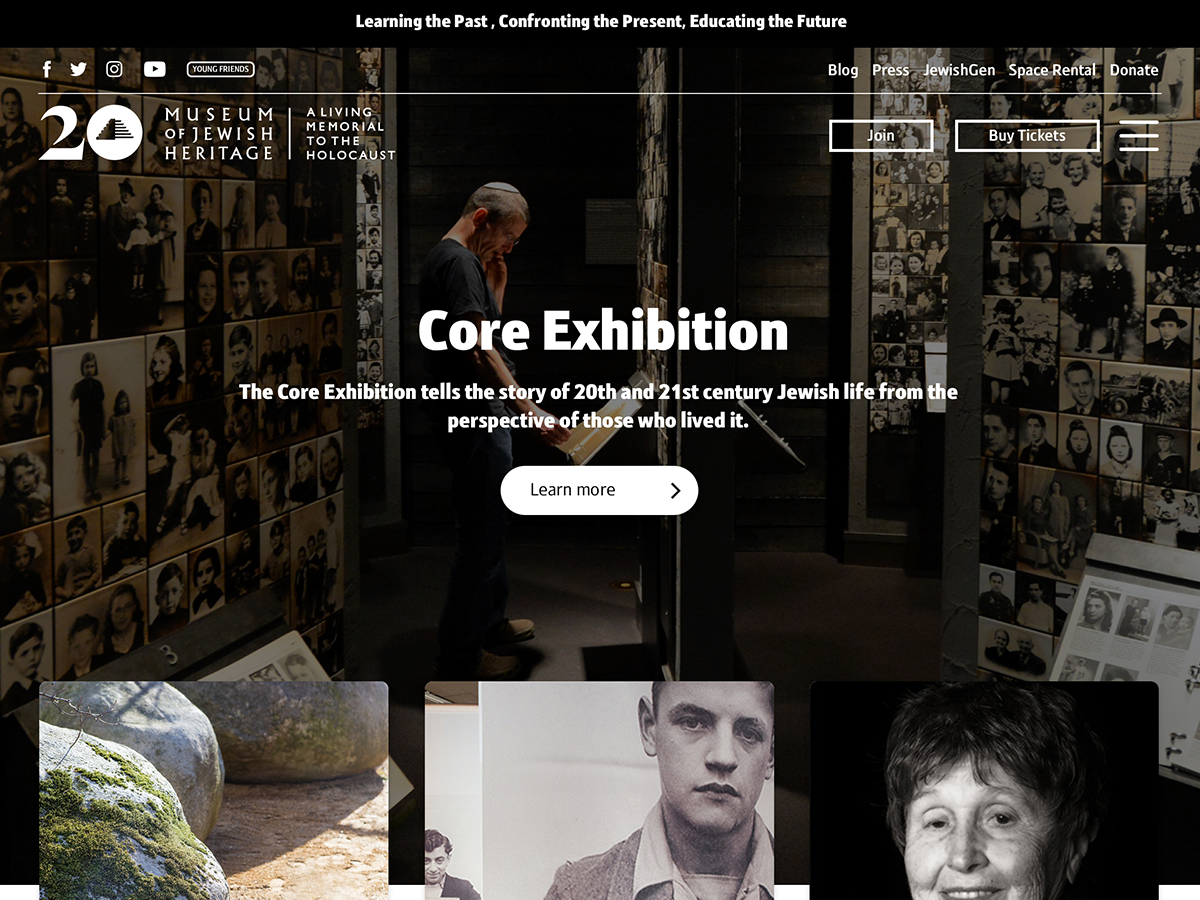 Learning the Past , Confronting the Present, Educating the Future
YOUNG FRIENDS
Blog Press JewishGen Space Rental Donate
20
MUSEUM
OF JEWISH
HERITAGE
A LIVING
MEMORIAL
TO THE
HOLOCAUST
Join
Buy Tickets
Core Exhibition
The Core Exhibition tells the story of 20th and 21st century Jewish life from the
perspective of those who lived it.
Learn more
3